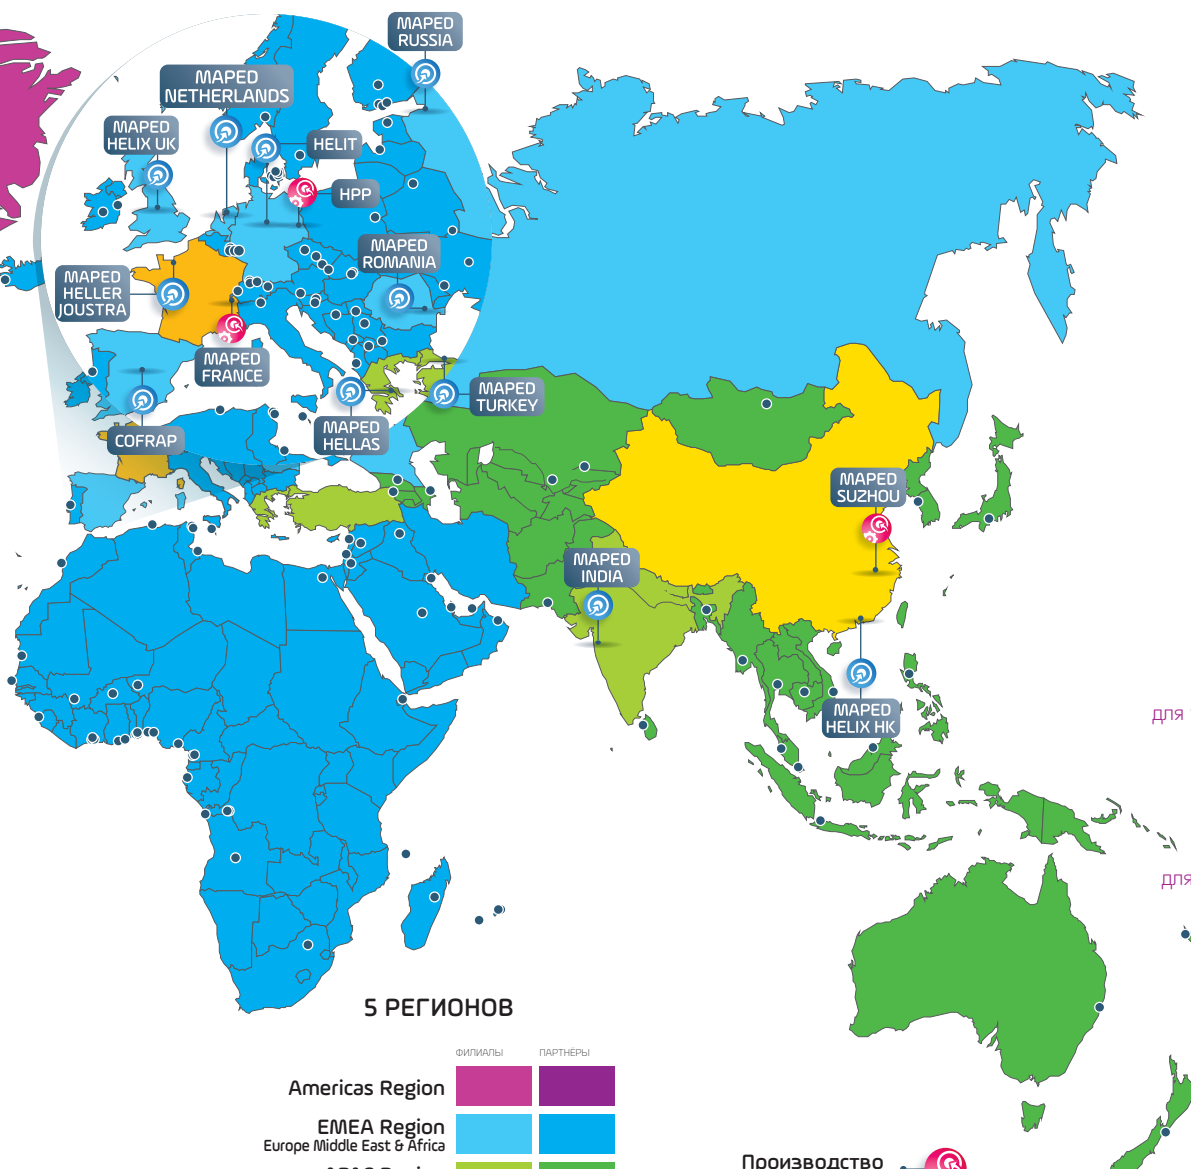 MAPED
RUSSIA
MAPED
NETHERLANDS
MAPED
HELIX UK
HELIT
HPP
MAPED
ROMANIA
MAPED
HELLER
JOUSTRA
MAPED
FRANCE
MAPED
TURKEY
MAPED
HELLAS
COFRAP
MAPED
SUZHOU
MAPED
INDIA
MAPED
HELIX HK
для
для
5 РЕГИОНОВ
ФИЛИАЛЫ ПАРТНЁРЫ
Americas Region
EMEA Region
Europe Middle East & Africa
Производство